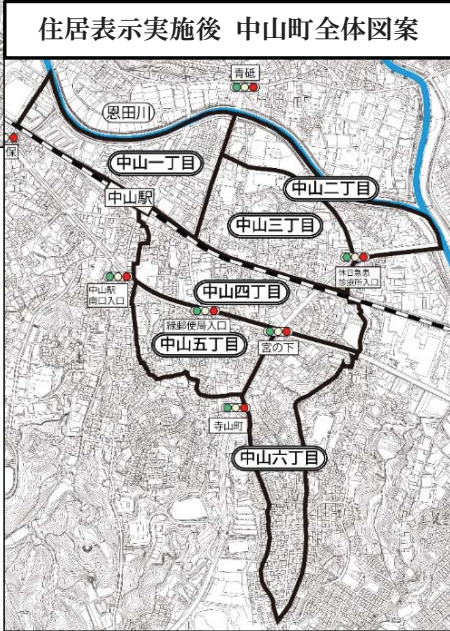 住居表示実施後 中山町全体図案
青砥
恩田川
保
中山一丁目
中山二丁目
中山駅
中山三丁目
中山駅
南口入口
休日急患
診療所入口
中山四丁目
緑郵便局入口
中山五丁目
宮の下
寺山町
中山六丁目